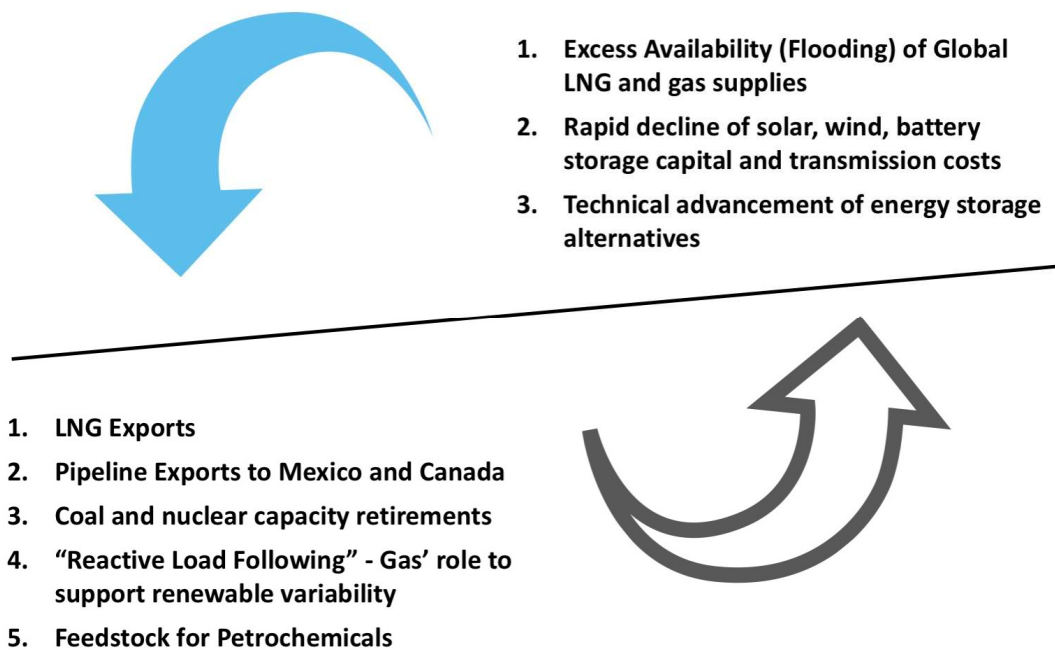 1. Excess Availability (Flooding) of Global
LNG and gas supplies
2. Rapid decline of solar, wind, battery
storage capital and transmission costs
3. Technical advancement of energy storage
alternatives
1. LNG Exports
2. Pipeline Exports to Mexico and Canada
3. Coal and nuclear capacity retirements
4. “Reactive Load Following” - Gas’ role to
support renewable variability
5. Feedstock for Petrochemicals